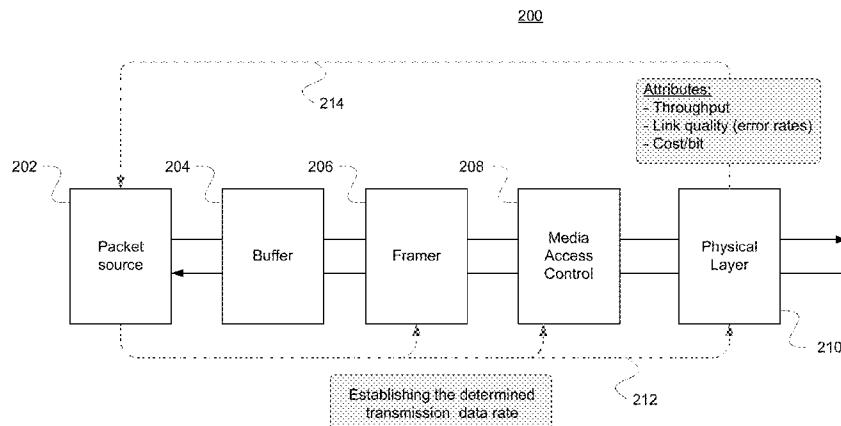 200
214
Attributes:
- Throughput
- Link quality (error rates)
- Cost/bit
202
204
206
208
Packet
source
Buffer
Framer
Media
Access
Control
Physical
Layer
210
212
Establishing the determined
transmission data rate